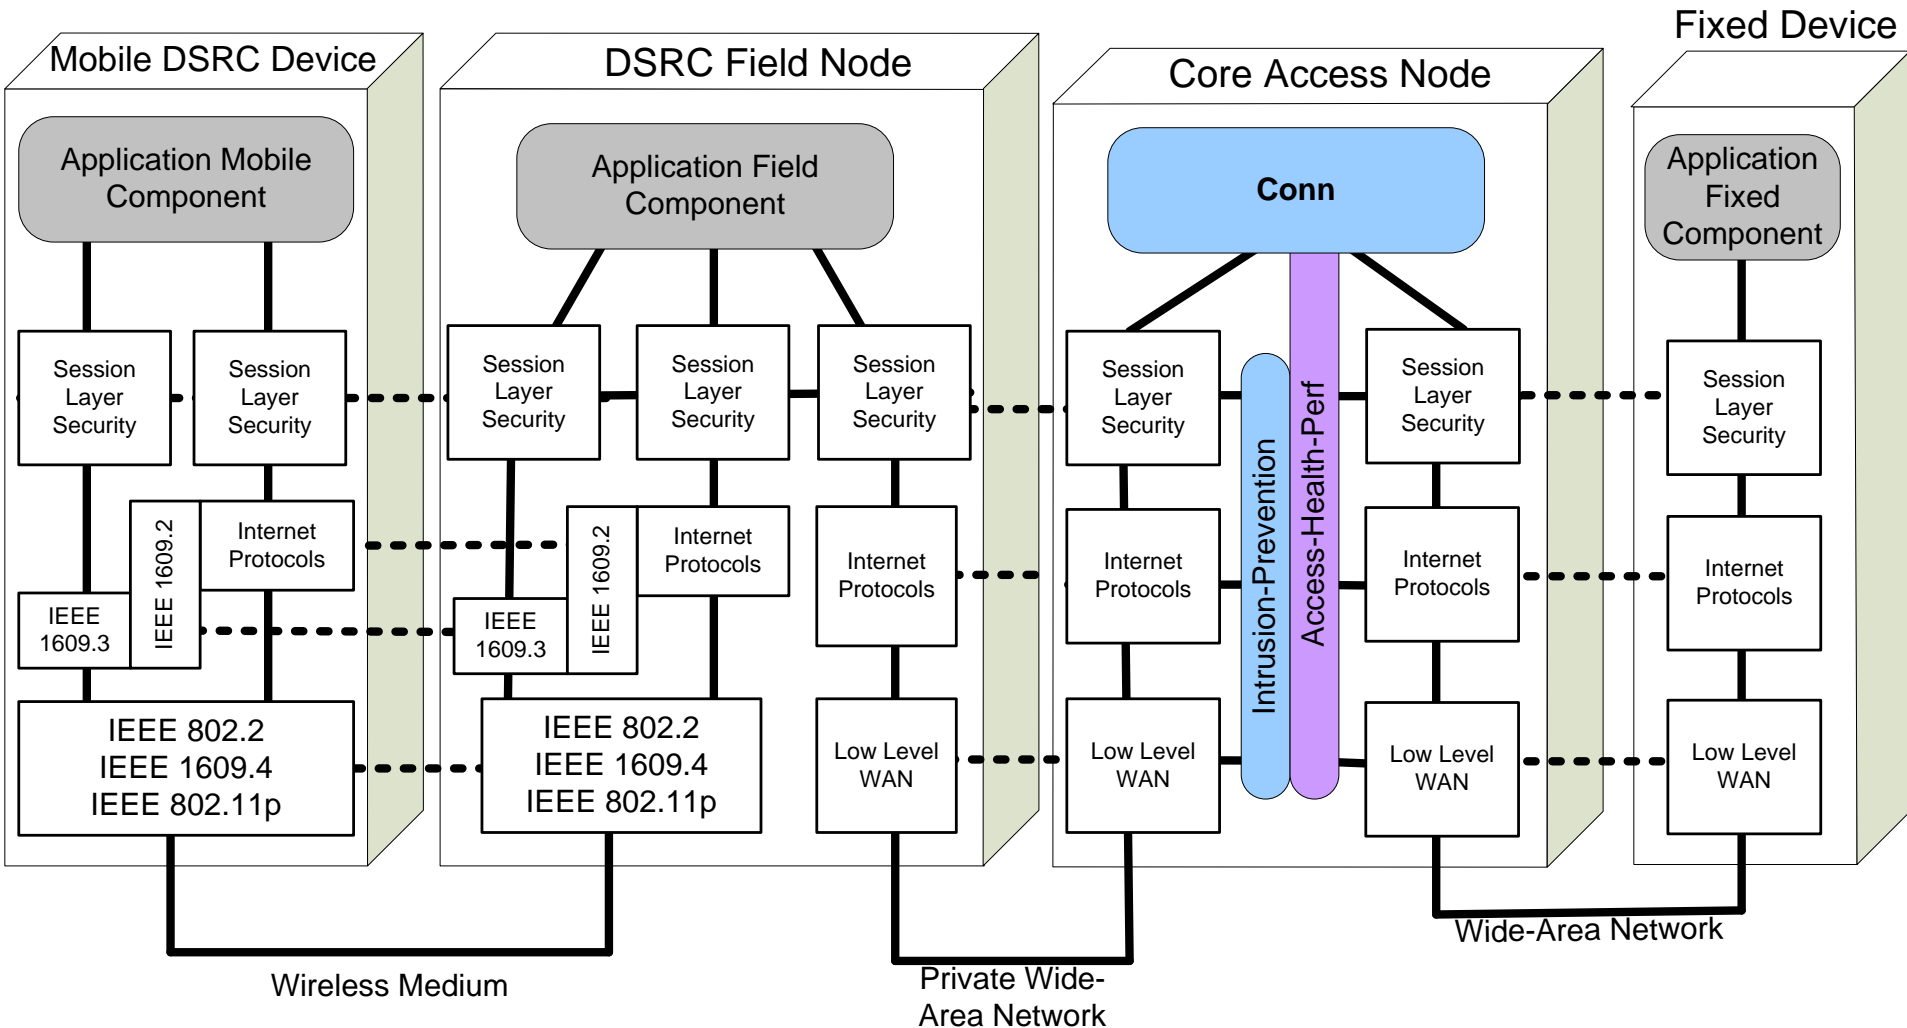 Mobile DSRC Device
DSRC Field Node
Core Access Node
Fixed Device
Application Mobile
Component
Application Field
Component
Conn
Application
Fixed
Component
Session
Layer
Security
Session
Layer
Security
Session
Layer
Security
Session
Layer
Security
Session
Layer
Security
Session
Layer
Security
Session
Layer
Security
Session
Layer
Security
Intrusion-Prevention
Access-Health-Perf
IEEE 1609.2
Internet
Protocols
IEEE
1609.3
IEEE 1609.2
Internet
Protocols
IEEE
1609.3
Internet
Protocols
Internet
Protocols
Internet
Protocols
Internet
Protocols
IEEE 802.2
IEEE 1609.4
IEEE 802.11p
IEEE 802.2
IEEE 1609.4
IEEE 802.11p
Low Level
WAN
Low Level
WAN
Low Level
WAN
Low Level
WAN
Wireless Medium
Private Wide-
Area Network
Wide-Area Network